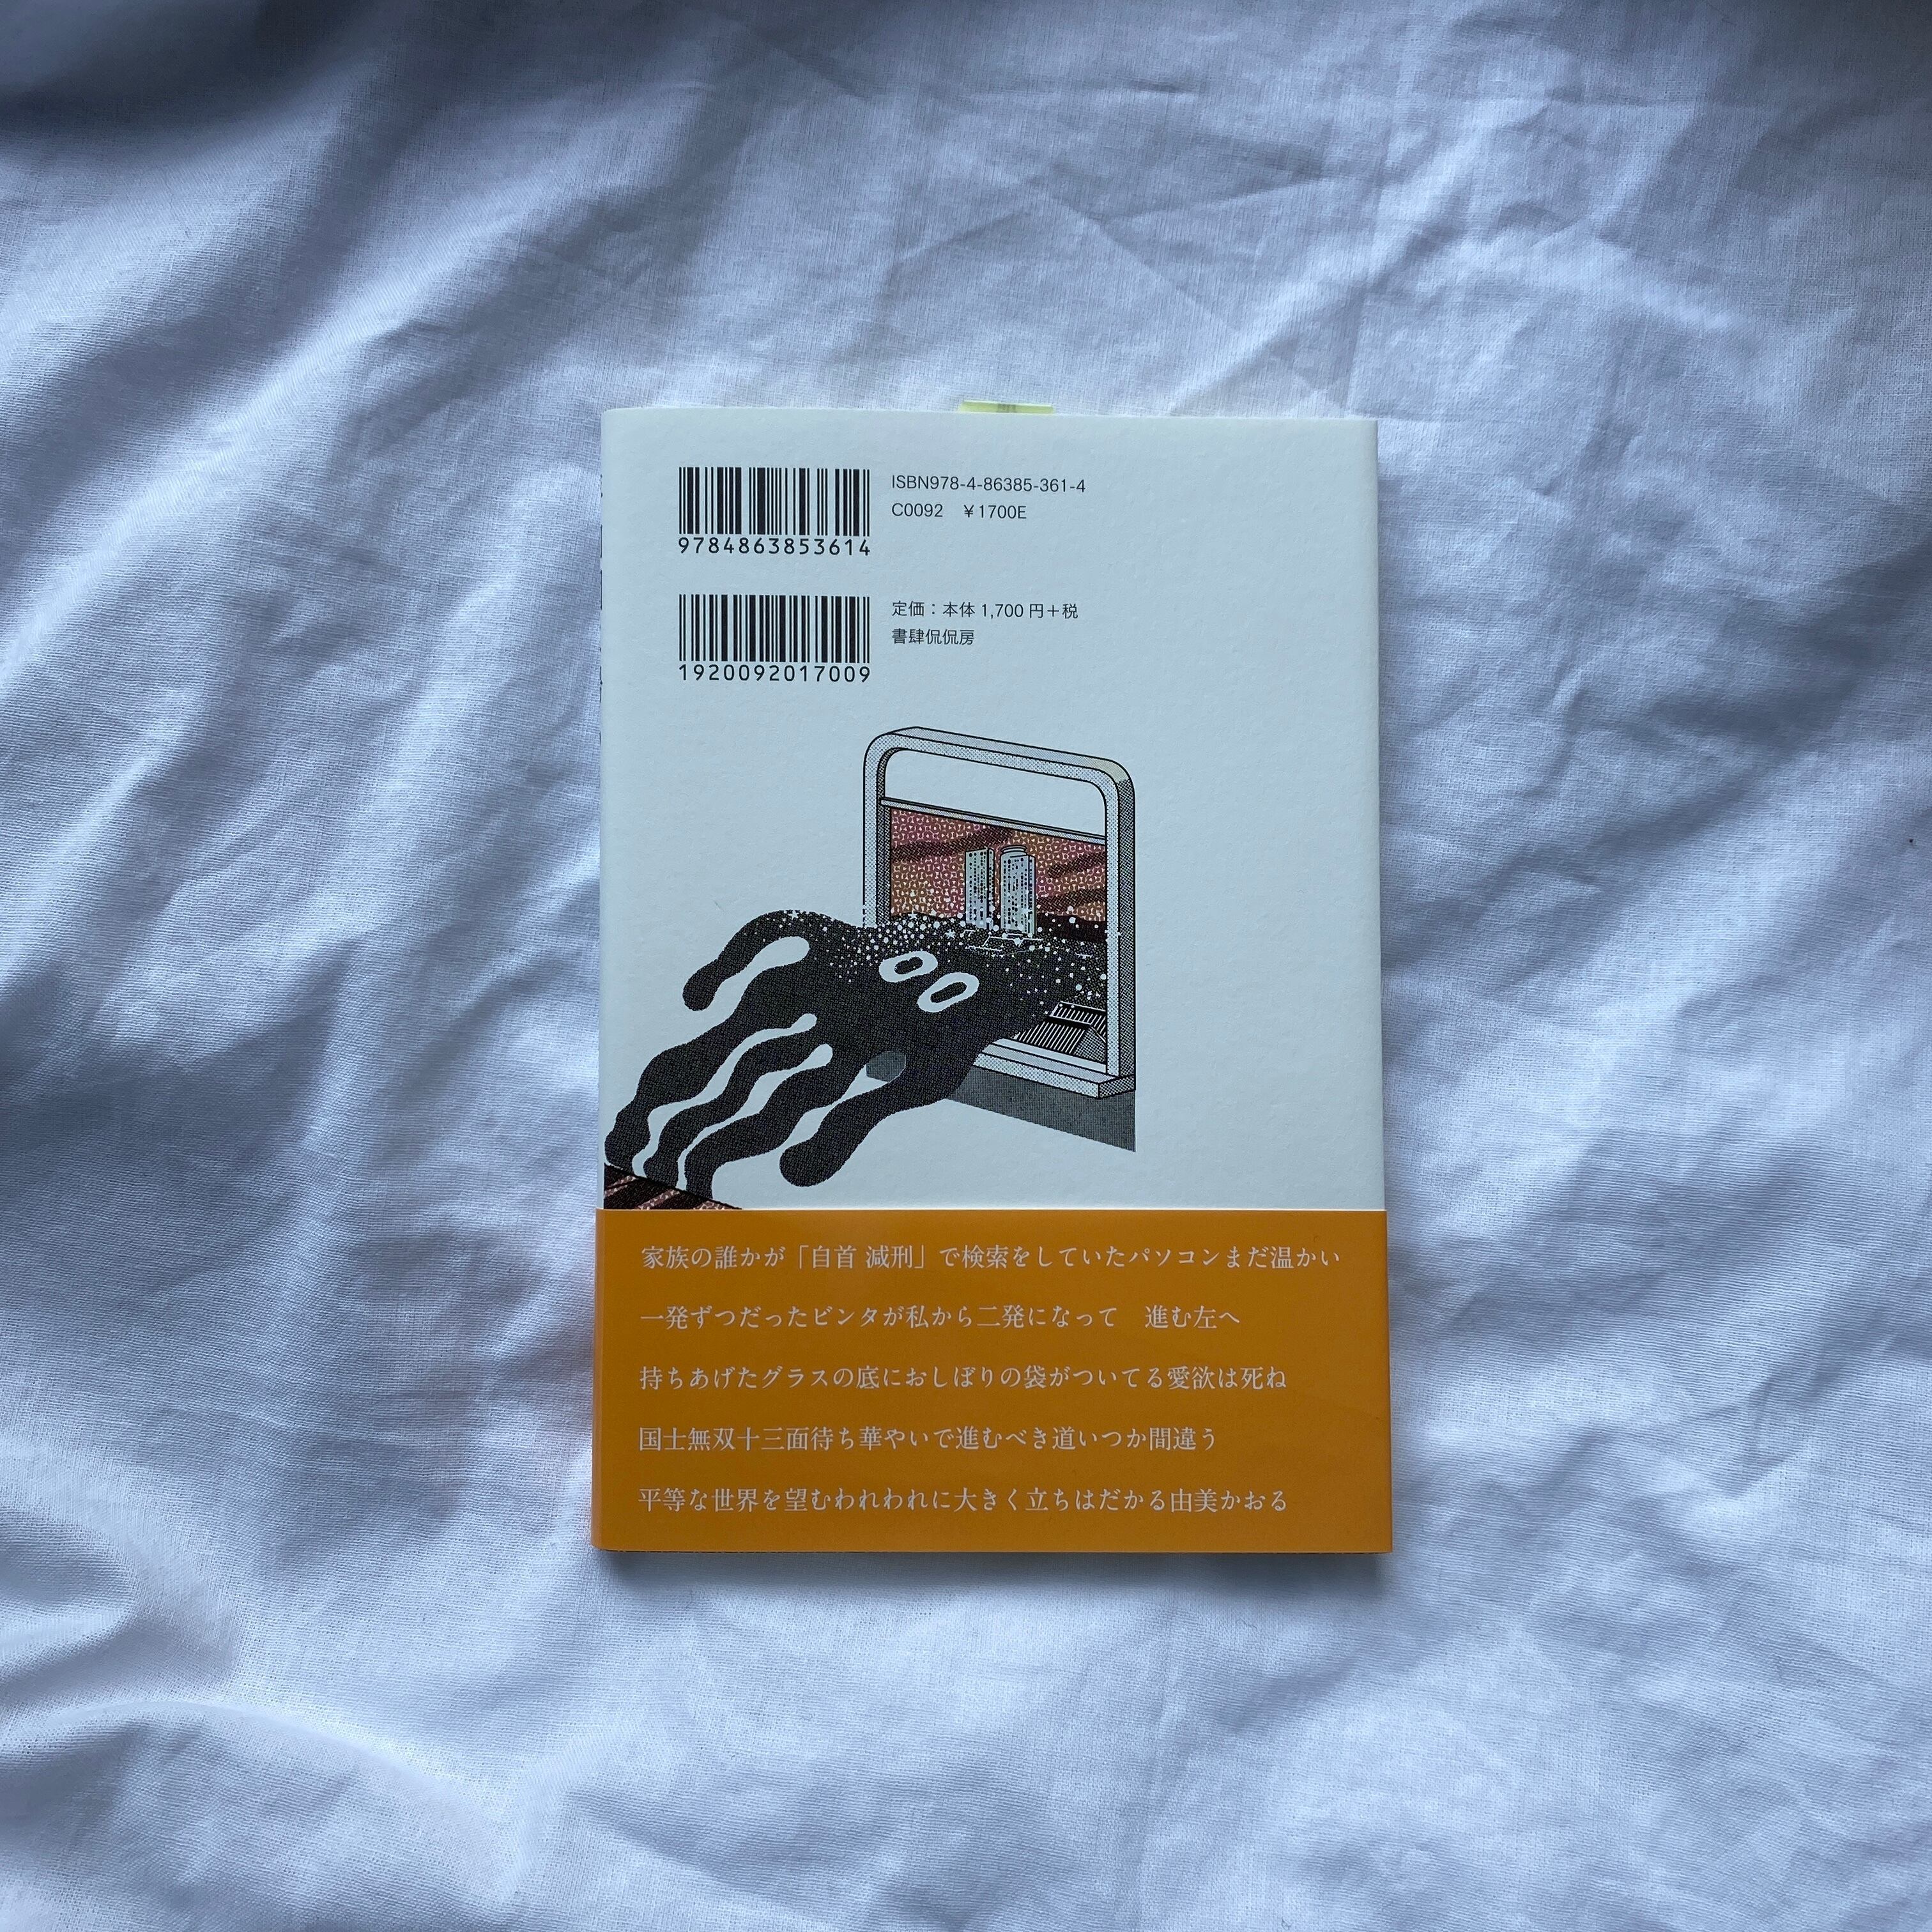 ISBN978-4-86385-361-4
C0092 ¥1700E
9784863853614
定価：本体 1,700 円＋税
書肆侃侃房
1920092017009
家族の誰かが「自首 減刑」で検索をしていたパソコンまだ温かい
一発ずつだったビンタが私から二発になって　進む左へ
持ちあげたグラスの底におしぼりの袋がついてる愛欲は死ね
国士無双十三面待ち華やいで進むべき道いつか間違う
平等な世界を望むわれわれに大きく立ちはだかる由美かおる